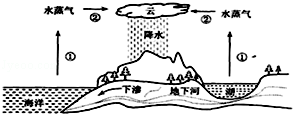 水蒸气 ② 云 ② 水蒸气
降水
① ①
海洋 下渗 地下河 湖